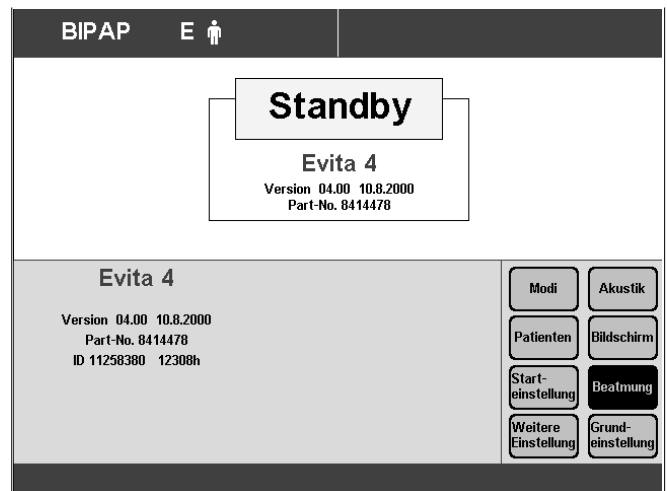 BIPAP E
Standby
Evita 4
Version 04.00 10.8.2000
Part-No. 8414478
Evita 4
Version 04.00 10.8.2000
Part-No. 8414478
ID 11258380 12308h
Modi Akustik
Patienten Bildschirm
Start-
einstellung
Beatmung
Weitere
Einstellung
Grund-
einstellung